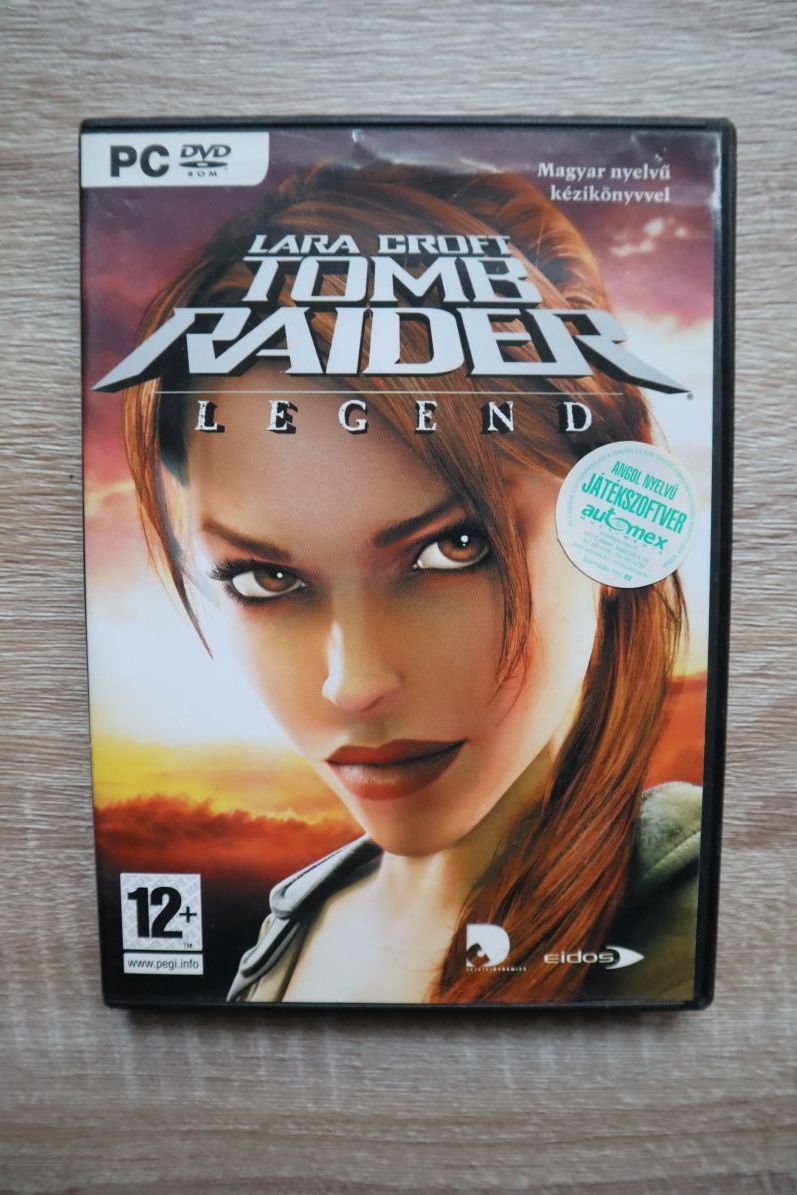 PC DVD
ROM
Magyar nyelvű
kézikönyvvel
LARA CROFT
TOMB
RAIDER
®
LEGEND
ANGOL NYELVŰ
JÁTÉKSZOFTVER
automex
12+
TM
www.pegi.info
eidos